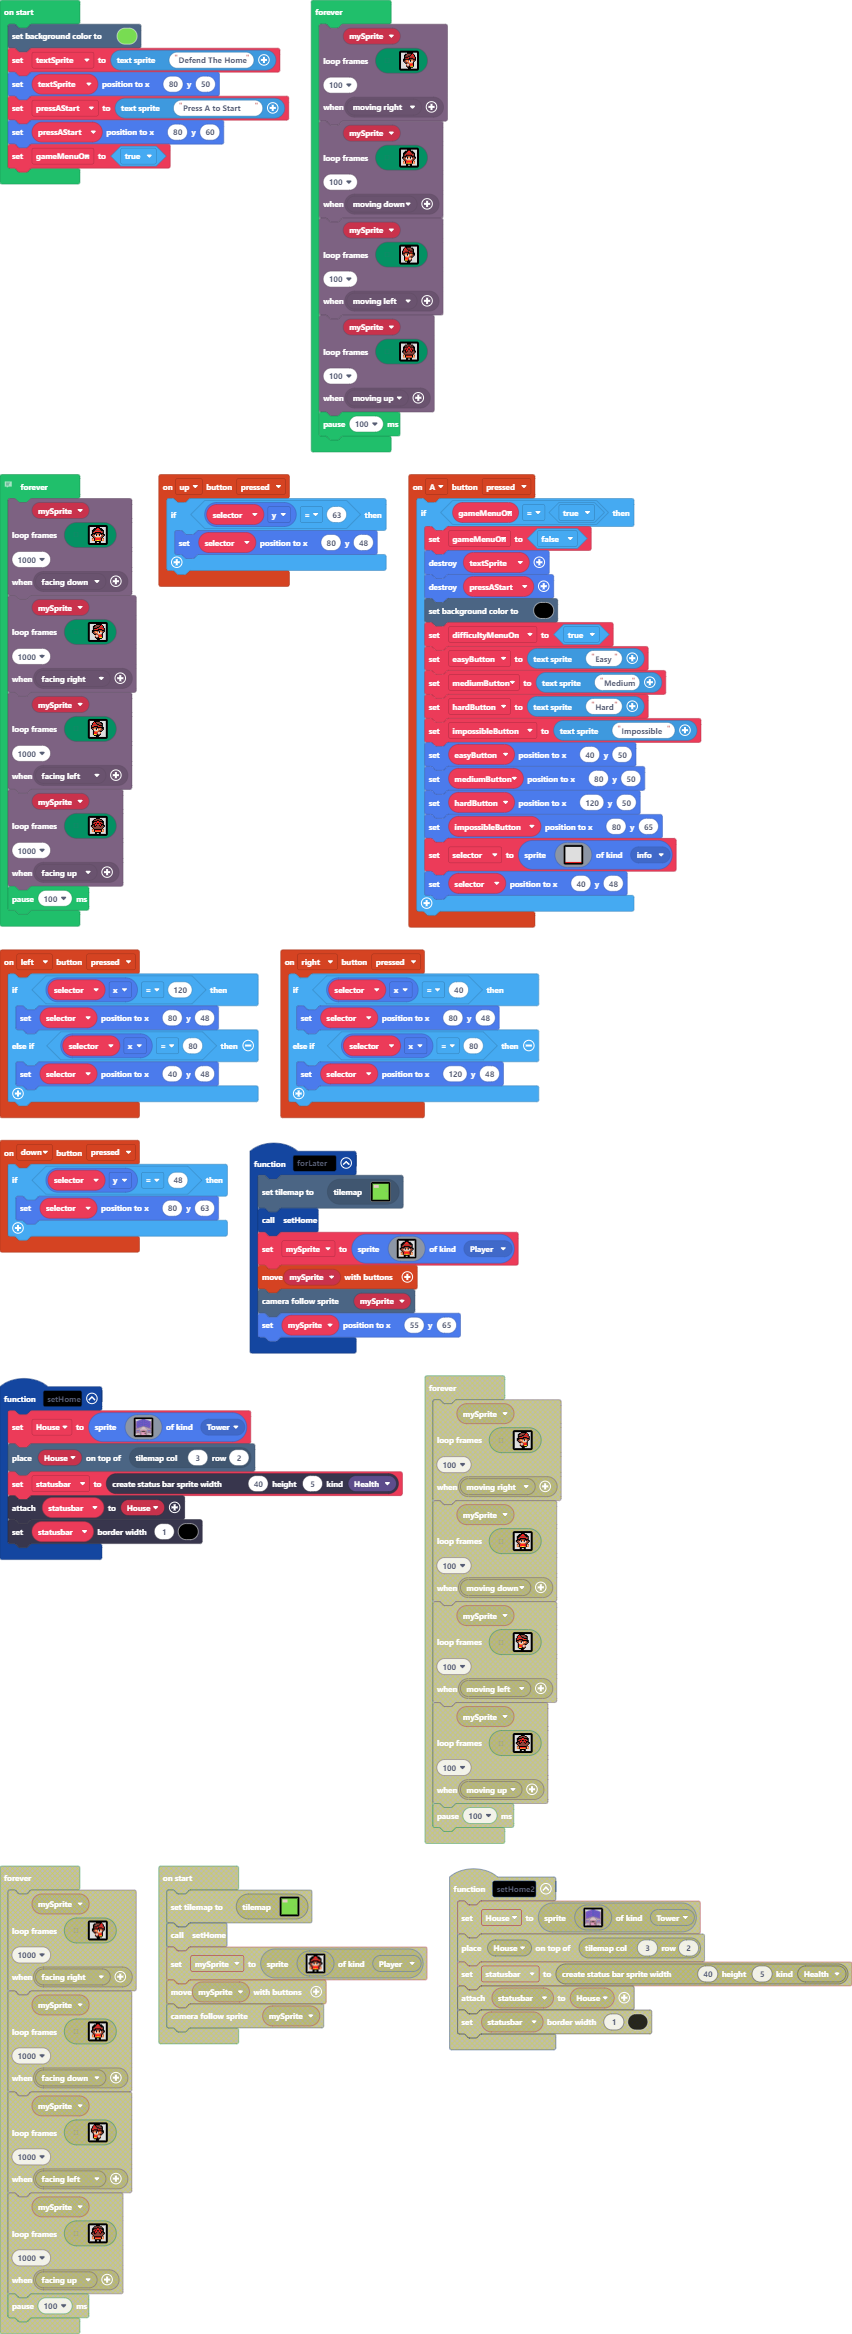 on start
set background color to
set textSprite to text sprite "Defend The Home"
set textSprite position to x 80 y 50
set pressAStart to text sprite "Press A to Start"
set pressAStart position to x 80 y 60
set gameMenuOn to true
forever
mySprite
loop frames
100
when moving right
mySprite
loop frames
100
when moving down
mySprite
loop frames
100
when moving left
mySprite
loop frames
100
when moving up
pause 100 ms
forever
mySprite
loop frames
1000
when facing down
mySprite
loop frames
1000
when facing right
mySprite
loop frames
1000
when facing left
mySprite
loop frames
1000
when facing up
pause 100 ms
on up button pressed
if selector y = 63 then
set selector position to x 80 y 48
on A button pressed
if gameMenuOn = true then
set gameMenuOn to false
destroy textSprite
destroy pressAStart
set background color to
set difficultyMenuOn to true
set easyButton to text sprite "Easy"
set mediumButton to text sprite "Medium"
set hardButton to text sprite "Hard"
set impossibleButton to text sprite "Impossible"
set easyButton position to x 40 y 50
set mediumButton position to x 80 y 50
set hardButton position to x 120 y 50
set impossibleButton position to x 80 y 65
set selector to sprite of kind info
set selector position to x 40 y 48
on left button pressed
if selector x = 120 then
set selector position to x 80 y 48
else if selector x = 80 then
set selector position to x 40 y 48
on right button pressed
if selector x = 40 then
set selector position to x 80 y 48
else if selector x = 80 then
set selector position to x 120 y 48
on down button pressed
if selector y = 48 then
set selector position to x 80 y 63
function forLater
set tilemap to tilemap
call setHome
set mySprite to sprite of kind Player
move mySprite with buttons
camera follow sprite mySprite
set mySprite position to x 55 y 65
function setHome
set House to sprite of kind Tower
place House on top of tilemap col 3 row 2
set statusbar to create status bar sprite width 40 height 5 kind Health
attach statusbar to House
set statusbar border width 1
forever
mySprite
loop frames
100
when moving right
mySprite
loop frames
100
when moving down
mySprite
loop frames
100
when moving left
mySprite
loop frames
100
when moving up
pause 100 ms
forever
mySprite
loop frames
1000
when facing right
mySprite
loop frames
1000
when facing down
mySprite
loop frames
1000
when facing left
mySprite
loop frames
1000
when facing up
pause 100 ms
on start
set tilemap to tilemap
call setHome
set mySprite to sprite of kind Player
move mySprite with buttons
camera follow sprite mySprite
function setHome2
set House to sprite of kind Tower
place House on top of tilemap col 3 row 2
set statusbar to create status bar sprite width 40 height 5 kind Health
attach statusbar to House
set statusbar border width 1